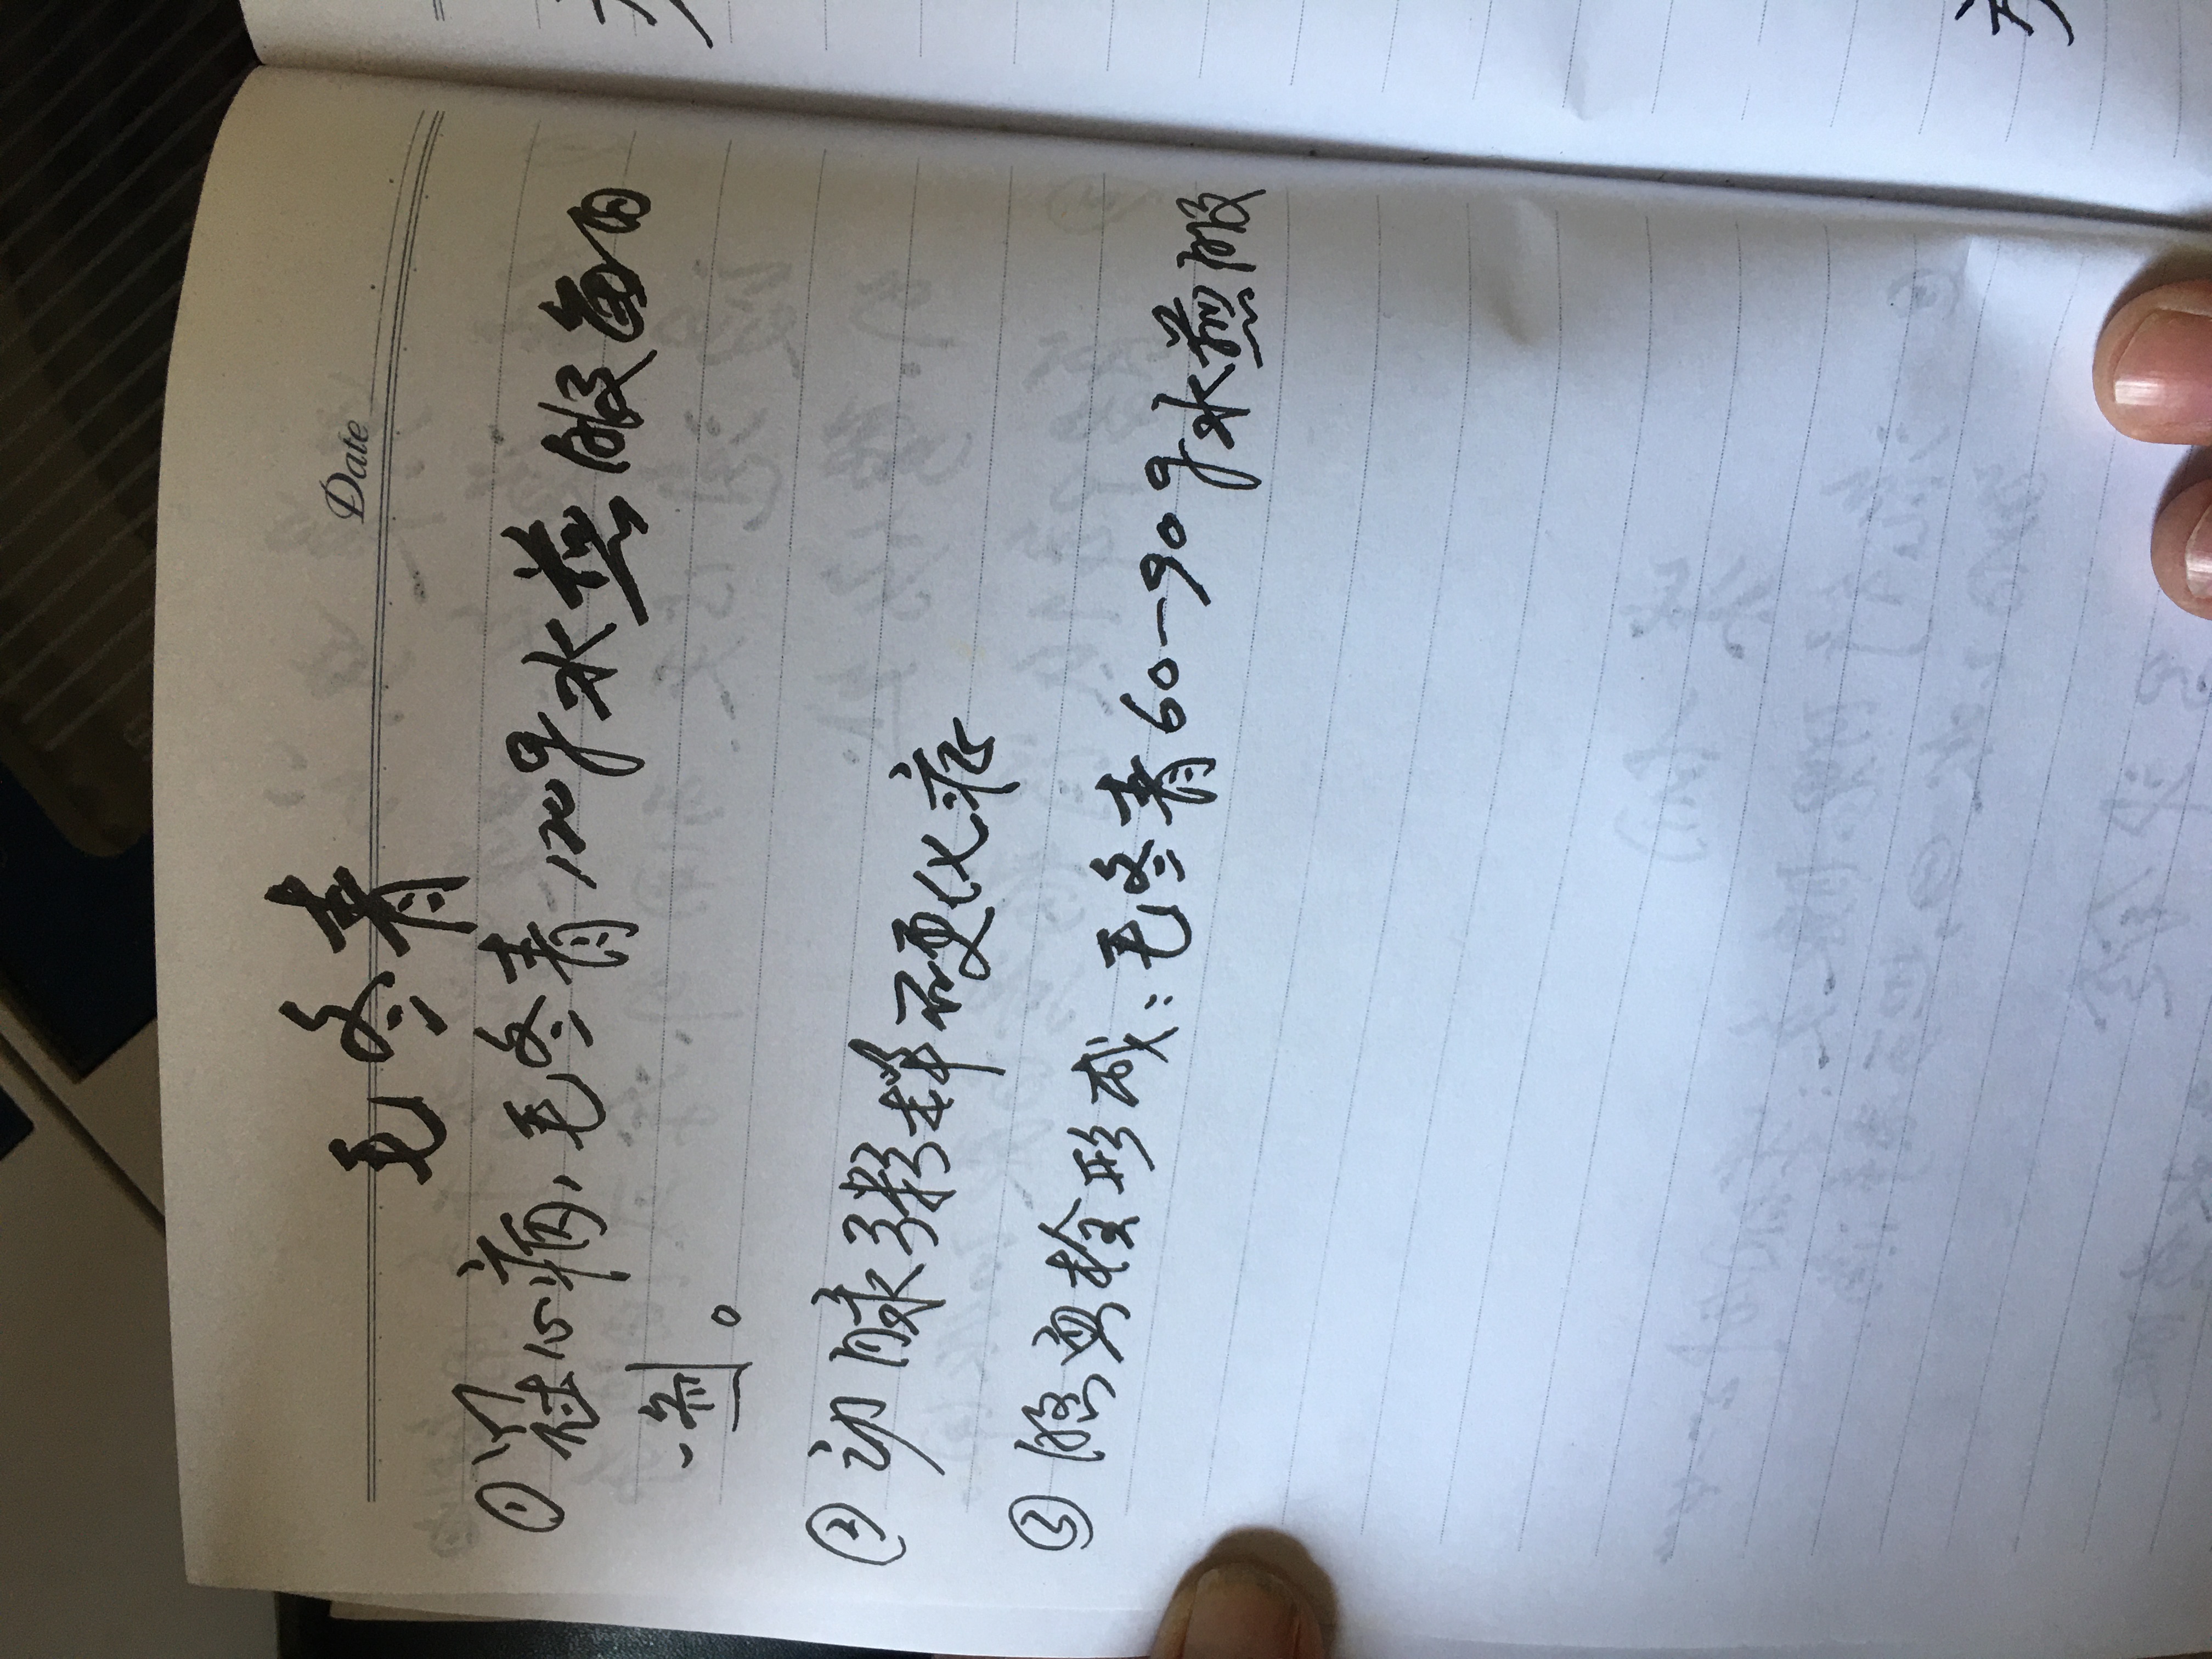 毛冬青
Date
①冠心病,毛冬青120g水煎服每日
一剂。
②动脉粥样硬化症
③脑血栓形成:毛冬青60-90g水煎服